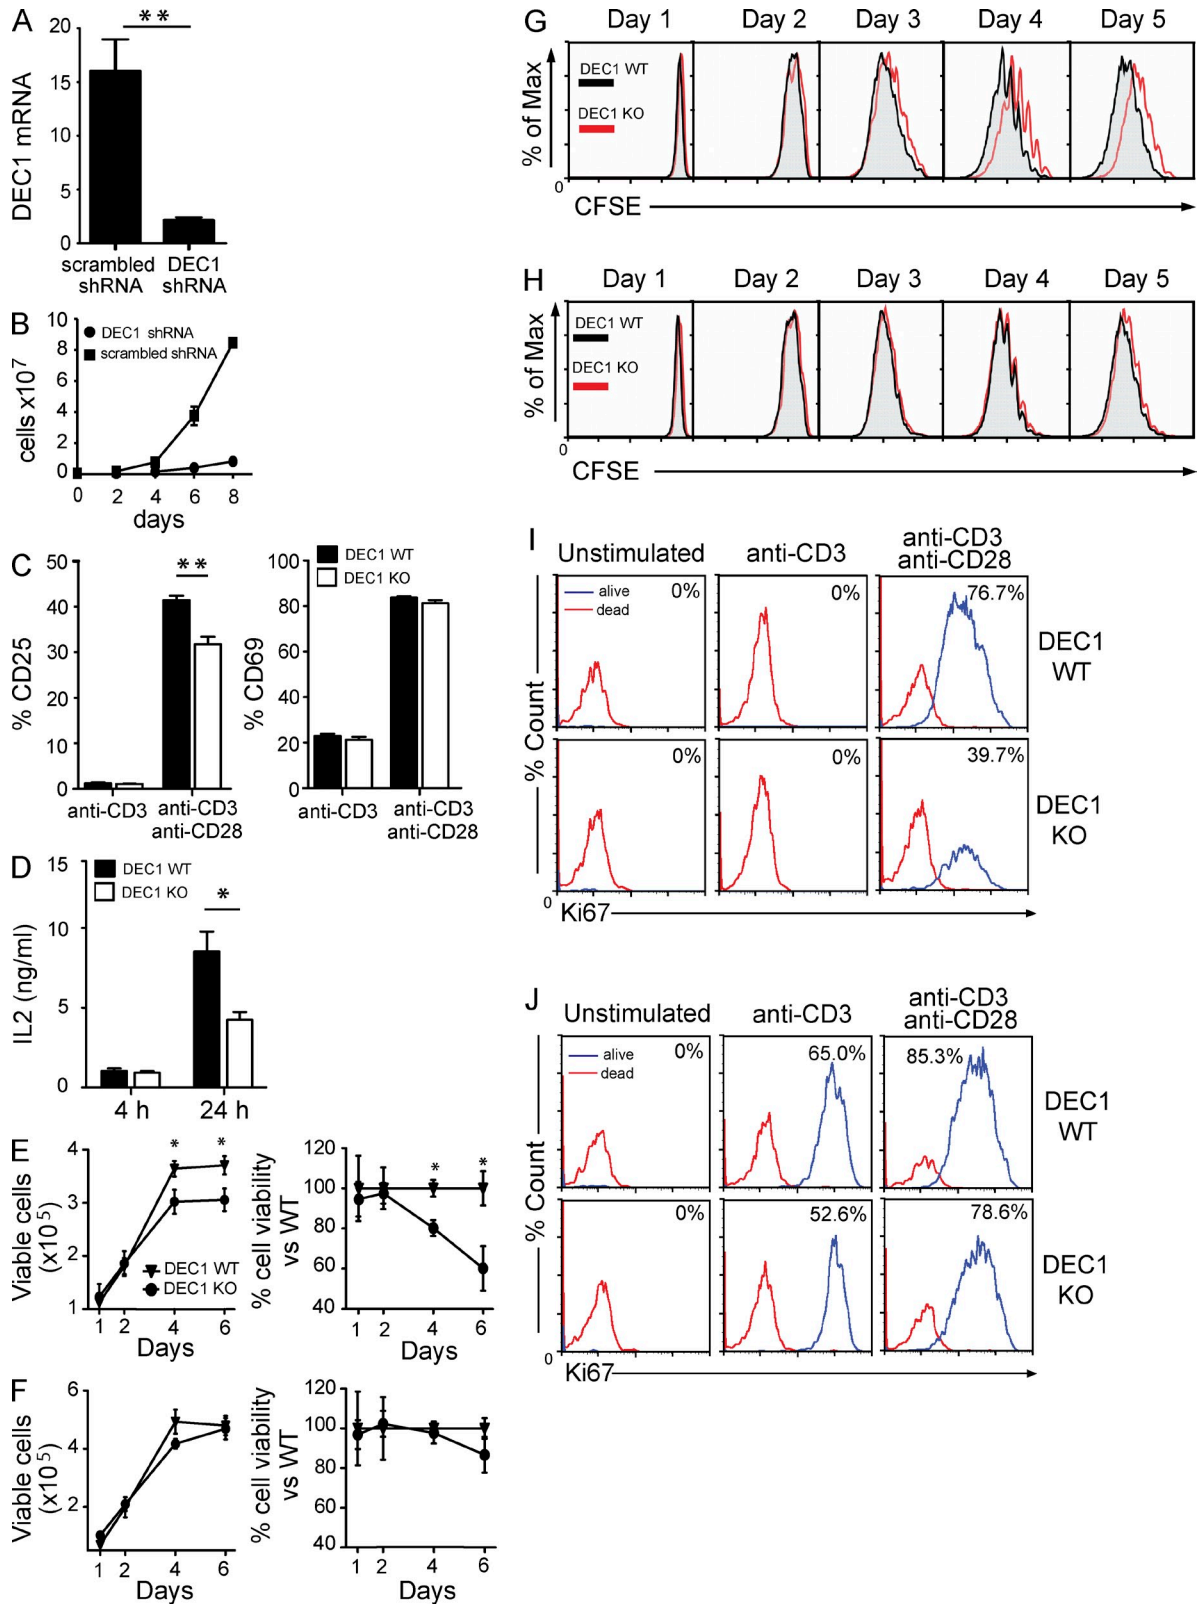 A
**
20
15
10
5
0
DEC1 mRNA
scrambled
shRNA
DEC1
shRNA
B
10
8
6
4
2
0
cells x10^7
DEC1 shRNA
scrambled shRNA
0 2 4 6 8
days
C
50
40
30
20
10
0
% CD25
**
anti-CD3
anti-CD3
anti-CD28
100
80
60
40
20
0
% CD69
DEC1 WT
DEC1 KO
anti-CD3
anti-CD3
anti-CD28
D
15
10
5
0
IL2 (ng/ml)
DEC1 WT
DEC1 KO
*
4 h
24 h
E
4
3
2
1
Viable cells
(x10^5)
* *
DEC1 WT
DEC1 KO
1 2 4 6
Days
120
100
80
60
40
% cell viability
vs WT
* *
1 2 4 6
Days
F
6
4
2
Viable cells
(x10^5)
1 2 4 6
Days
120
100
80
60
40
% cell viability
vs WT
1 2 4 6
Days
G
Day 1 Day 2 Day 3 Day 4 Day 5
% of Max
DEC1 WT
DEC1 KO
0
CFSE
H
Day 1 Day 2 Day 3 Day 4 Day 5
% of Max
DEC1 WT
DEC1 KO
0
CFSE
I
Unstimulated
anti-CD3
anti-CD3
anti-CD28
alive
dead
0%
0%
76.7%
DEC1
WT
% Count
0%
0%
39.7%
DEC1
KO
0
Ki67
J
Unstimulated
anti-CD3
anti-CD3
anti-CD28
alive
dead
0%
65.0%
85.3%
DEC1
WT
% Count
0%
52.6%
78.6%
DEC1
KO
0
Ki67